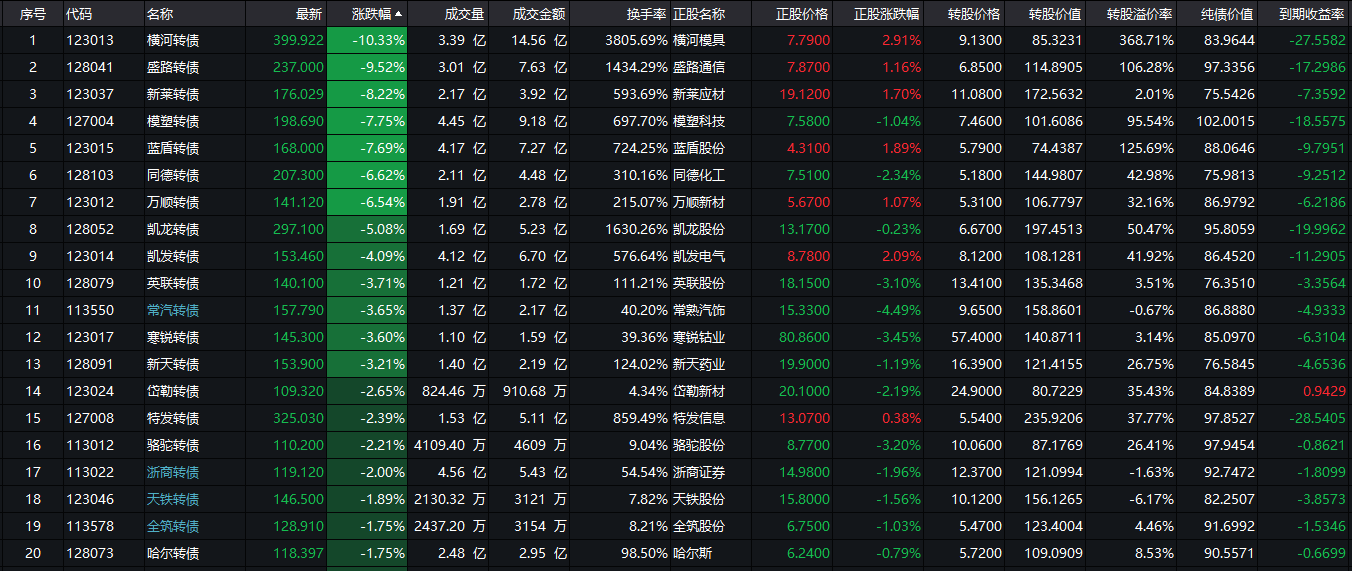 序号 代码 名称 最新 涨跌幅 成交量 成交金额 换手率 正股名称 正股价格 正股涨跌幅 转股价格 转股价值 转股溢价率 纯债价值 到期收益率
1 123013 横河转债 399.922 -10.33% 3.39 亿 14.56 亿 3805.69% 横河模具 7.7900 2.91% 9.1300 85.3231 368.71% 83.9644 -27.5582
2 128041 盛路转债 237.000 -9.52% 3.01 亿 7.63 亿 1434.29% 盛路通信 7.8700 1.16% 6.8500 114.8905 106.28% 97.3356 -17.2986
3 123037 新莱转债 176.029 -8.22% 2.17 亿 3.92 亿 593.69% 新莱应材 19.1200 1.70% 11.0800 172.5632 2.01% 75.5426 -7.3592
4 127004 模塑转债 198.690 -7.75% 4.45 亿 9.18 亿 697.70% 模塑科技 7.5800 -1.04% 7.4600 101.6086 95.54% 102.0015 -18.5575
5 123015 蓝盾转债 168.000 -7.69% 4.17 亿 7.27 亿 724.25% 蓝盾股份 4.3100 1.89% 5.7900 74.4387 125.69% 88.0646 -9.7951
6 128103 同德转债 207.300 -6.62% 2.11 亿 4.48 亿 310.16% 同德化工 7.5100 -2.34% 5.1800 144.9807 42.98% 75.9813 -9.2512
7 123012 万顺转债 141.120 -6.54% 1.91 亿 2.78 亿 215.07% 万顺新材 5.6700 1.07% 5.3100 106.7797 32.16% 86.9792 -6.2186
8 128052 凯龙转债 297.100 -5.08% 1.69 亿 5.23 亿 1630.26% 凯龙股份 13.1700 -0.23% 6.6700 197.4513 50.47% 95.8059 -19.9962
9 123014 凯发转债 153.460 -4.09% 4.12 亿 6.70 亿 576.64% 凯发电气 8.7800 2.09% 8.1200 108.1281 41.92% 86.4520 -11.2905
10 128079 英联转债 140.100 -3.71% 1.21 亿 1.72 亿 111.21% 英联股份 18.1500 -3.10% 13.4100 135.3468 3.51% 76.3510 -3.3564
11 113550 常汽转债 157.790 -3.65% 1.37 亿 2.17 亿 40.20% 常熟汽饰 15.3300 -4.49% 9.6500 158.8601 -0.67% 86.8880 -4.9333
12 123017 寒锐转债 145.300 -3.60% 1.10 亿 1.59 亿 39.36% 寒锐钴业 80.8600 -3.45% 57.4000 140.8711 3.14% 85.0970 -6.3104
13 128091 新天转债 153.900 -3.21% 1.40 亿 2.19 亿 124.02% 新天药业 19.9000 -1.19% 16.3900 121.4155 26.75% 76.5845 -4.6536
14 123024 岱勒转债 109.320 -2.65% 824.46 万 910.68 万 4.34% 岱勒新材 20.1000 -2.19% 24.9000 80.7229 35.43% 84.8389 0.9429
15 127008 特发转债 325.030 -2.39% 1.53 亿 5.11 亿 859.49% 特发信息 13.0700 0.38% 5.5400 235.9206 37.77% 97.8527 -28.5405
16 113012 骆驼转债 110.200 -2.21% 4109.40 万 4609 万 9.04% 骆驼股份 8.7700 -3.20% 10.0600 87.1769 26.41% 97.9454 -0.8621
17 113022 浙商转债 119.120 -2.00% 4.56 亿 5.43 亿 54.54% 浙商证券 14.9800 -1.96% 12.3700 121.0994 -1.63% 92.7472 -1.8099
18 123046 天铁转债 146.500 -1.89% 2130.32 万 3121 万 7.82% 天铁股份 15.8000 -1.56% 10.1200 156.1265 -6.17% 82.2507 -3.8573
19 113578 全筑转债 128.910 -1.75% 2437.20 万 3154 万 8.21% 全筑股份 6.7500 -1.03% 5.4700 123.4004 4.46% 91.6992 -1.5346
20 128073 哈尔转债 118.397 -1.75% 2.48 亿 2.95 亿 98.50% 哈尔斯 6.2400 -0.79% 5.7200 109.0909 8.53% 90.5571 -0.6699